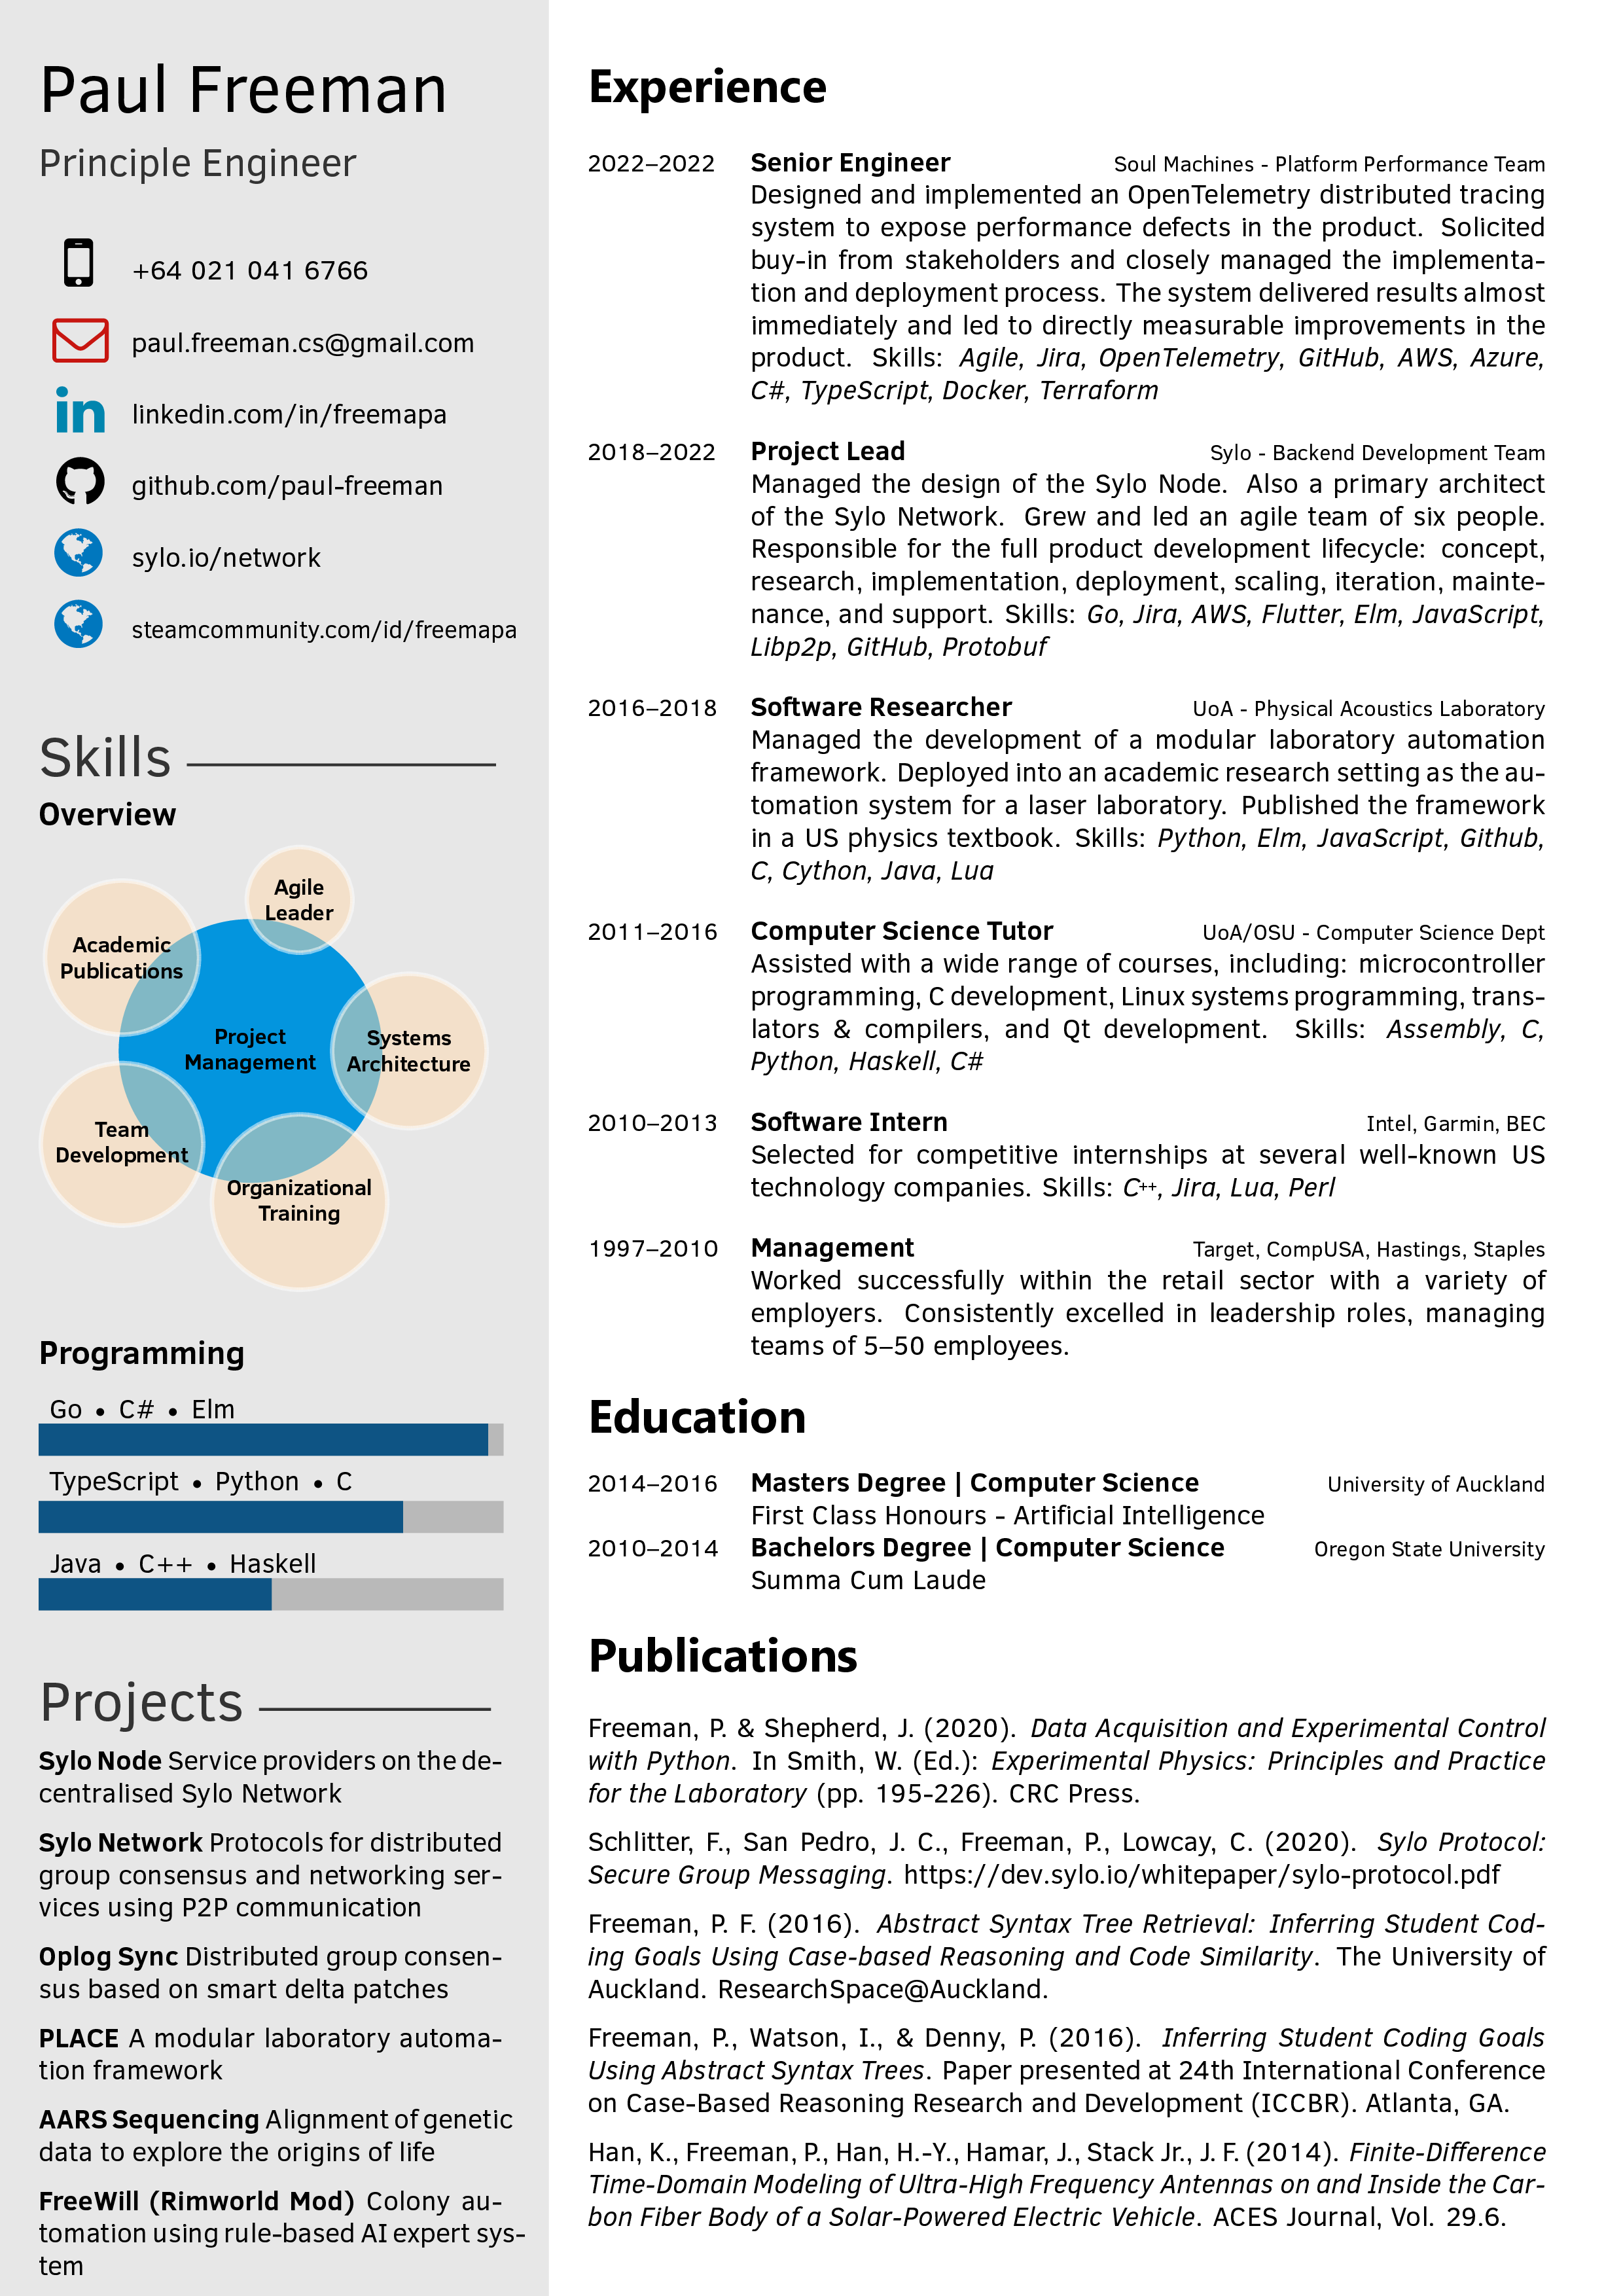 Paul Freeman
Principle Engineer
+64 021 041 6766
paul.freeman.cs@gmail.com
linkedin.com/in/freemapa
github.com/paul-freeman
sylo.io/network
steamcommunity.com/id/freemapa
Skills
Overview
Agile
Leader
Academic
Publications
Project
Management
Systems
Architecture
Team
Development
Organizational
Training
Programming
Go • C# • Elm
TypeScript • Python • C
Java • C++ • Haskell
Projects
Sylo Node Service providers on the de-
centralised Sylo Network
Sylo Network Protocols for distributed
group consensus and networking ser-
vices using P2P communication
Oplog Sync Distributed group consen-
sus based on smart delta patches
PLACE A modular laboratory automa-
tion framework
AARS Sequencing Alignment of genetic
data to explore the origins of life
FreeWill (Rimworld Mod) Colony au-
tomation using rule-based AI expert sys-
tem
Experience
2022–2022 Senior Engineer Soul Machines - Platform Performance Team
Designed and implemented an OpenTelemetry distributed tracing
system to expose performance defects in the product. Solicited
buy-in from stakeholders and closely managed the implementa-
tion and deployment process. The system delivered results almost
immediately and led to directly measurable improvements in the
product. Skills: Agile, Jira, OpenTelemetry, GitHub, AWS, Azure,
C#, TypeScript, Docker, Terraform
2018–2022 Project Lead Sylo - Backend Development Team
Managed the design of the Sylo Node. Also a primary architect
of the Sylo Network. Grew and led an agile team of six people.
Responsible for the full product development lifecycle: concept,
research, implementation, deployment, scaling, iteration, mainte-
nance, and support. Skills: Go, Jira, AWS, Flutter, Elm, JavaScript,
Libp2p, GitHub, Protobuf
2016–2018 Software Researcher UoA - Physical Acoustics Laboratory
Managed the development of a modular laboratory automation
framework. Deployed into an academic research setting as the au-
tomation system for a laser laboratory. Published the framework
in a US physics textbook. Skills: Python, Elm, JavaScript, Github,
C, Cython, Java, Lua
2011–2016 Computer Science Tutor UoA/OSU - Computer Science Dept
Assisted with a wide range of courses, including: microcontroller
programming, C development, Linux systems programming, trans-
lators & compilers, and Qt development. Skills: Assembly, C,
Python, Haskell, C#
2010–2013 Software Intern Intel, Garmin, BEC
Selected for competitive internships at several well-known US
technology companies. Skills: C++, Jira, Lua, Perl
1997–2010 Management Target, CompUSA, Hastings, Staples
Worked successfully within the retail sector with a variety of
employers. Consistently excelled in leadership roles, managing
teams of 5–50 employees.
Education
2014–2016 Masters Degree | Computer Science University of Auckland
First Class Honours - Artificial Intelligence
2010–2014 Bachelors Degree | Computer Science Oregon State University
Summa Cum Laude
Publications
Freeman, P. & Shepherd, J. (2020). Data Acquisition and Experimental Control
with Python. In Smith, W. (Ed.): Experimental Physics: Principles and Practice
for the Laboratory (pp. 195-226). CRC Press.
Schlitter, F., San Pedro, J. C., Freeman, P., Lowcay, C. (2020). Sylo Protocol:
Secure Group Messaging. https://dev.sylo.io/whitepaper/sylo-protocol.pdf
Freeman, P. F. (2016). Abstract Syntax Tree Retrieval: Inferring Student Cod-
ing Goals Using Case-based Reasoning and Code Similarity. The University of
Auckland. ResearchSpace@Auckland.
Freeman, P., Watson, I., & Denny, P. (2016). Inferring Student Coding Goals
Using Abstract Syntax Trees. Paper presented at 24th International Conference
on Case-Based Reasoning Research and Development (ICCBR). Atlanta, GA.
Han, K., Freeman, P., Han, H.-Y., Hamar, J., Stack Jr., J. F. (2014). Finite-Difference
Time-Domain Modeling of Ultra-High Frequency Antennas on and Inside the Car-
bon Fiber Body of a Solar-Powered Electric Vehicle. ACES Journal, Vol. 29.6.